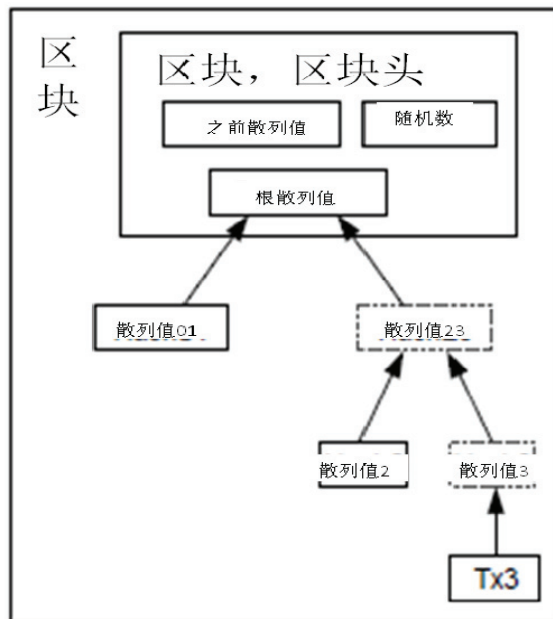 区块
区块，区块头
之前散列值
随机数
根散列值
散列值01
散列值23
散列值2
散列值3
Tx3